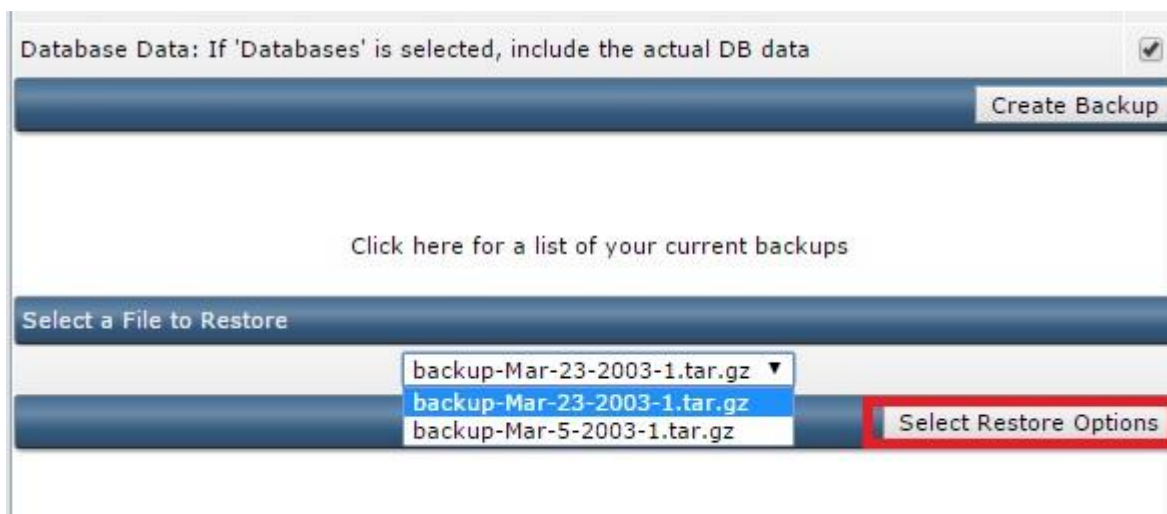 Database Data: If 'Databases' is selected, include the actual DB data
Create Backup
Click here for a list of your current backups
Select a File to Restore
backup-Mar-23-2003-1.tar.gz
backup-Mar-23-2003-1.tar.gz
backup-Mar-5-2003-1.tar.gz
Select Restore Options